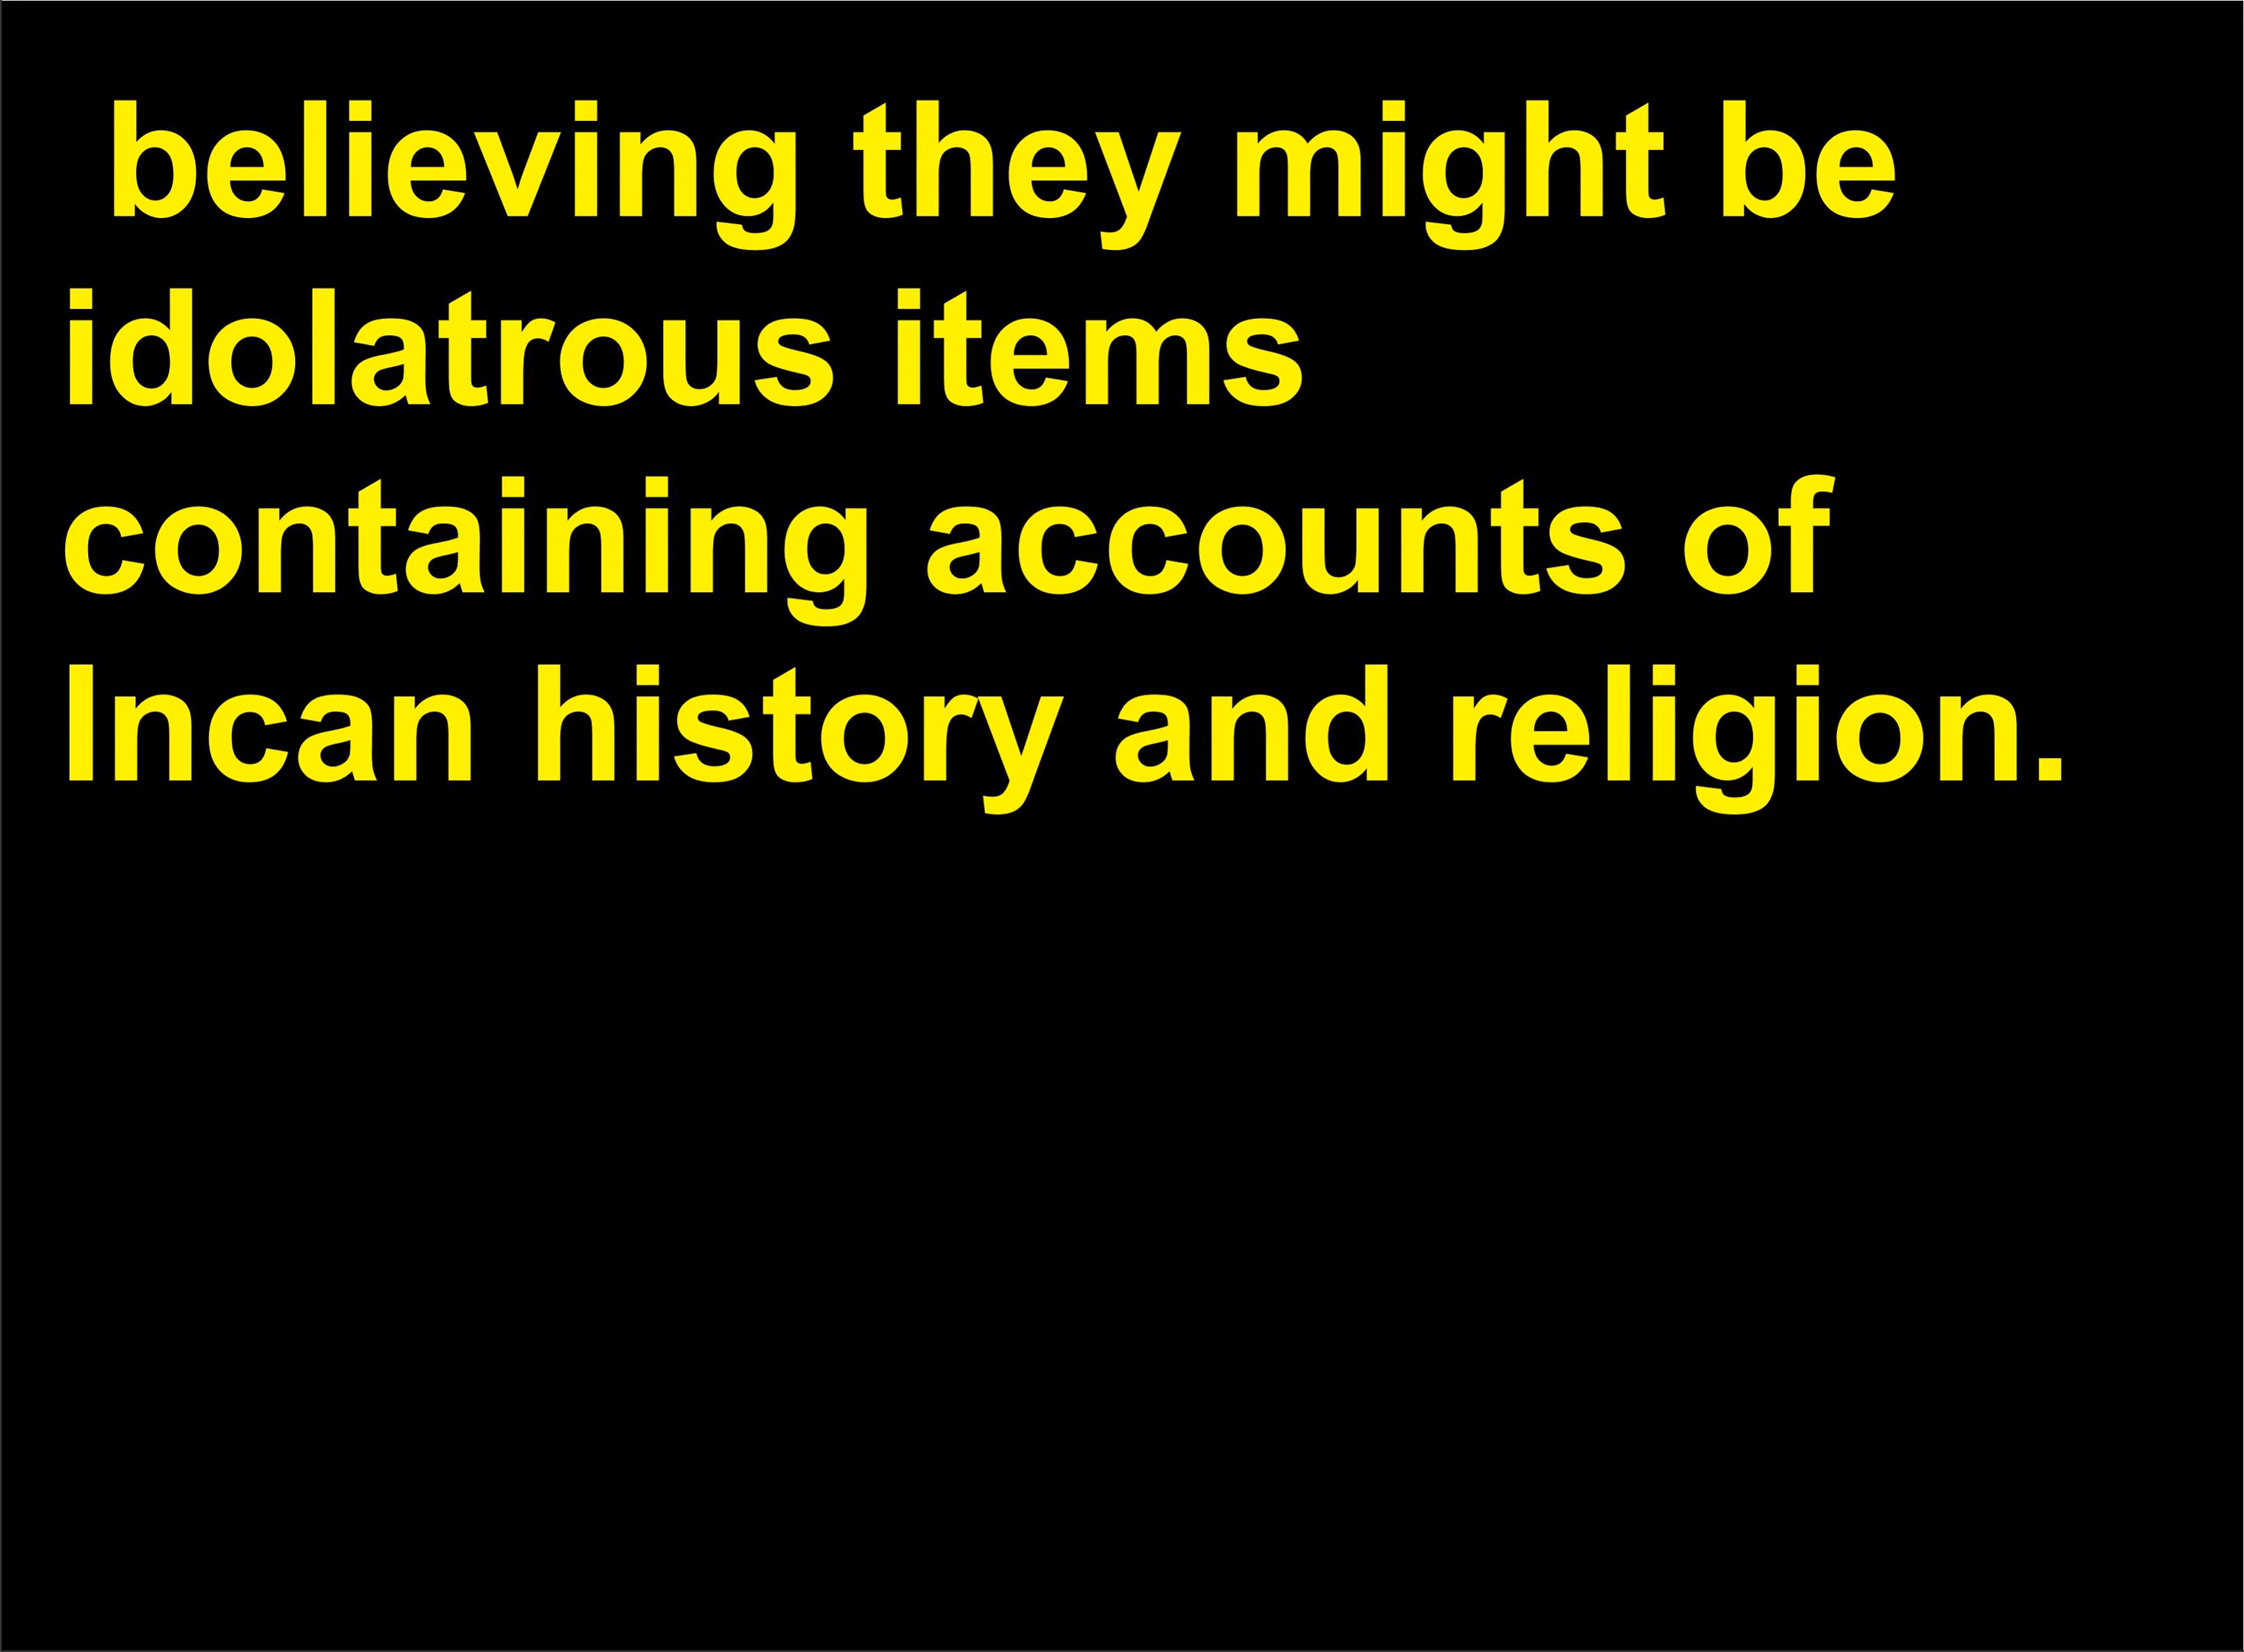 believing they might be
idolatrous items
containing accounts of
Incan history and religion.